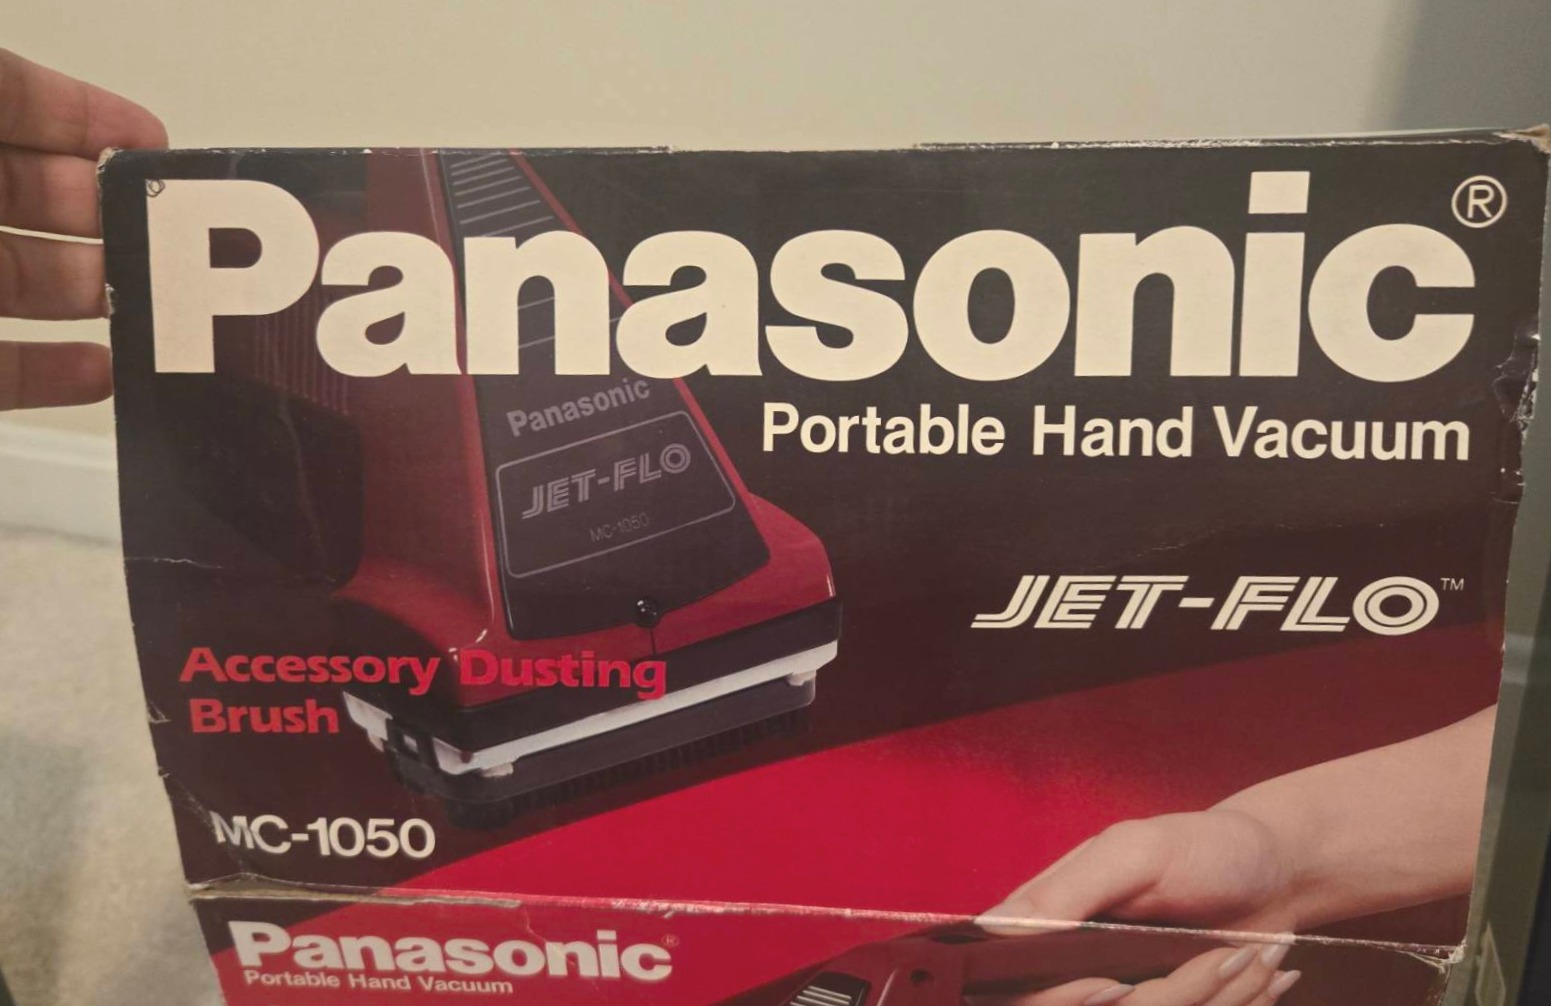 Panasonic®
Portable Hand Vacuum
Panasonic
JET-FLO
MC-1050
JET-FLO™
Accessory Dusting
Brush
MC-1050
Panasonic®
Portable Hand Vacuum